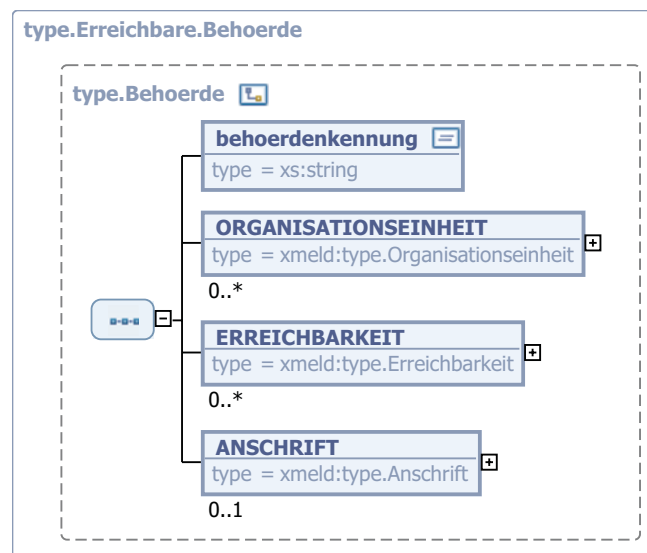 type.Erreichbare.Behoerde
type.Behoerde
behoerdenkennung
type = xs:string
ORGANISATIONSEINHEIT
type = xmeld:type.Organisationseinheit
0..*
ERREICHBARKEIT
type = xmeld:type.Erreichbarkeit
0..*
ANSCHRIFT
type = xmeld:type.Anschrift
0..1